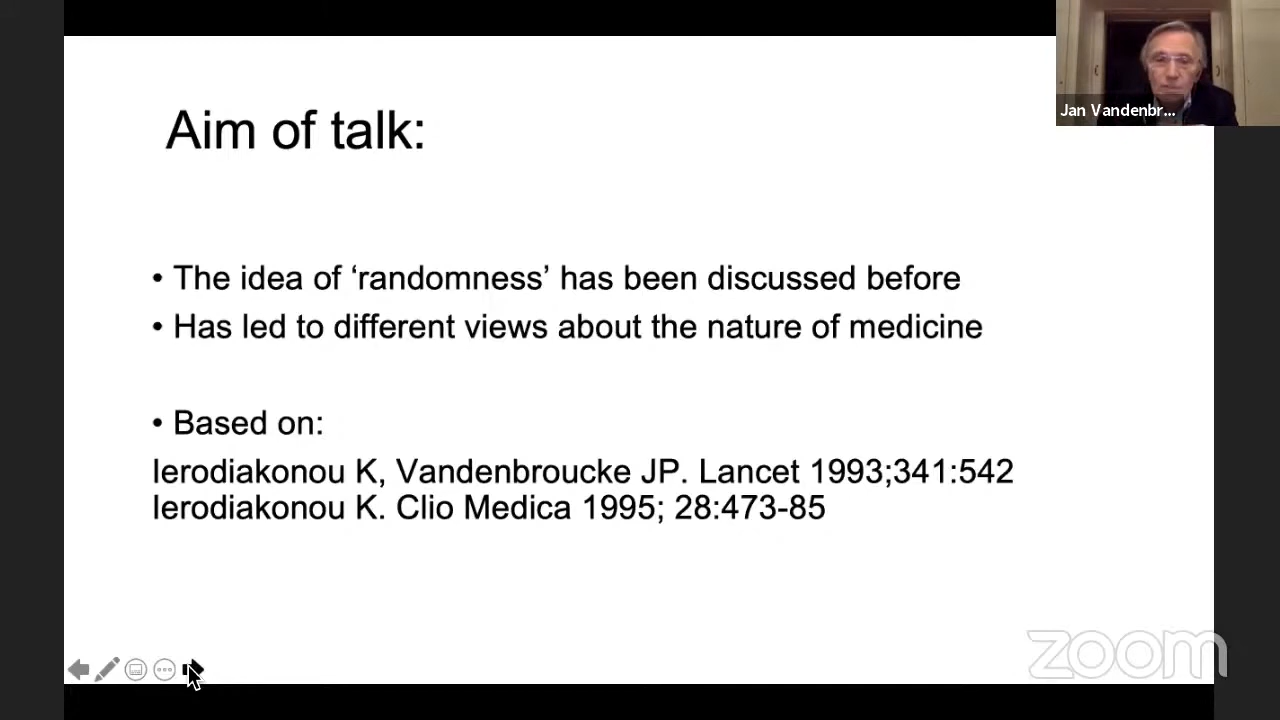 Aim of talk:
• The idea of ‘randomness’ has been discussed before
• Has led to different views about the nature of medicine
• Based on:
Ierodiakonou K, Vandenbroucke JP. Lancet 1993;341:542
Ierodiakonou K. Clio Medica 1995; 28:473-85
Jan Vandenbr...
zoom